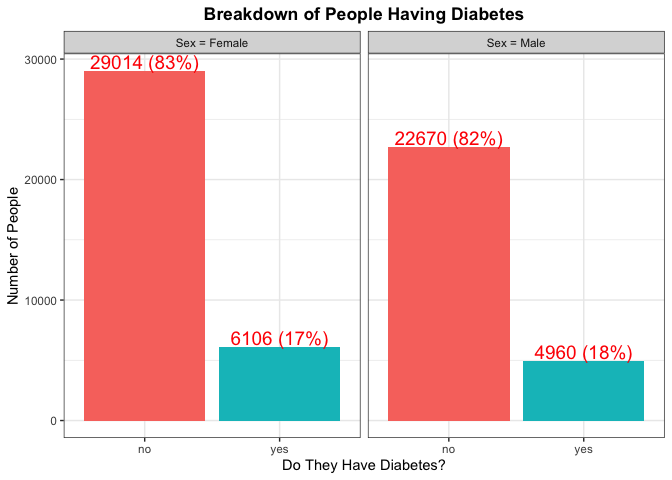 Breakdown of People Having Diabetes
Sex = Female
Sex = Male
Number of People
30000
20000
10000
0
29014 (83%)
6106 (17%)
22670 (82%)
4960 (18%)
no
yes
no
yes
Do They Have Diabetes?